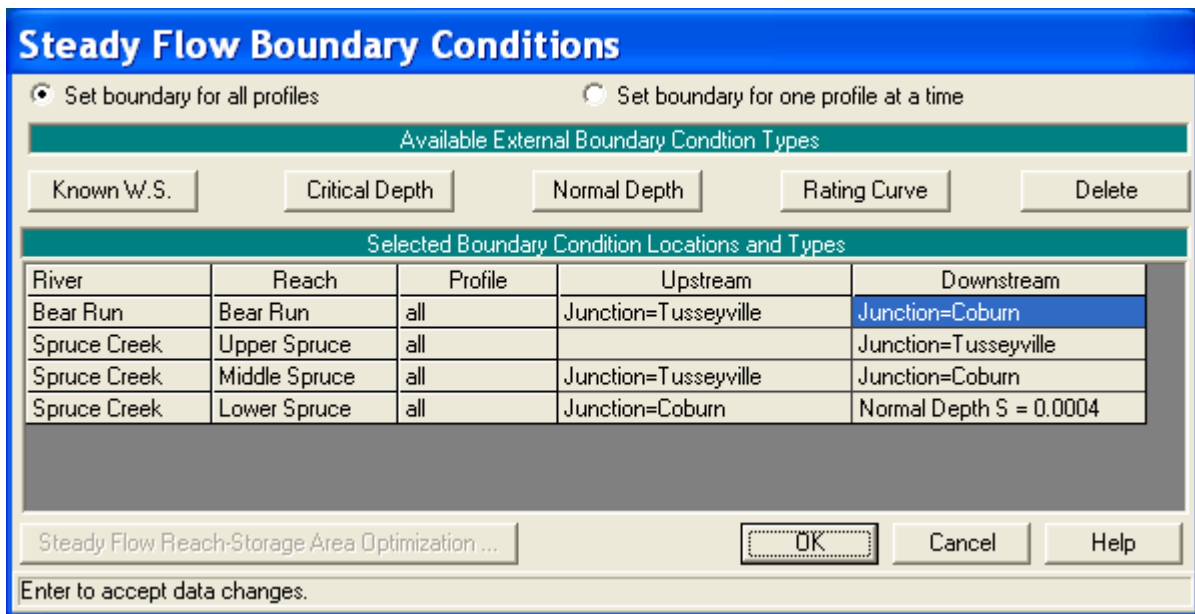 Steady Flow Boundary Conditions
Set boundary for all profiles Set boundary for one profile at a time
Available External Boundary Condtion Types
Known W.S. Critical Depth Normal Depth Rating Curve Delete
Selected Boundary Condition Locations and Types
River Reach Profile Upstream Downstream
Bear Run Bear Run all Junction=Tusseyville Junction=Coburn
Spruce Creek Upper Spruce all Junction=Tusseyville
Spruce Creek Middle Spruce all Junction=Tusseyville Junction=Coburn
Spruce Creek Lower Spruce all Junction=Coburn Normal Depth S = 0.0004
Steady Flow Reach-Storage Area Optimization ... OK Cancel Help
Enter to accept data changes.